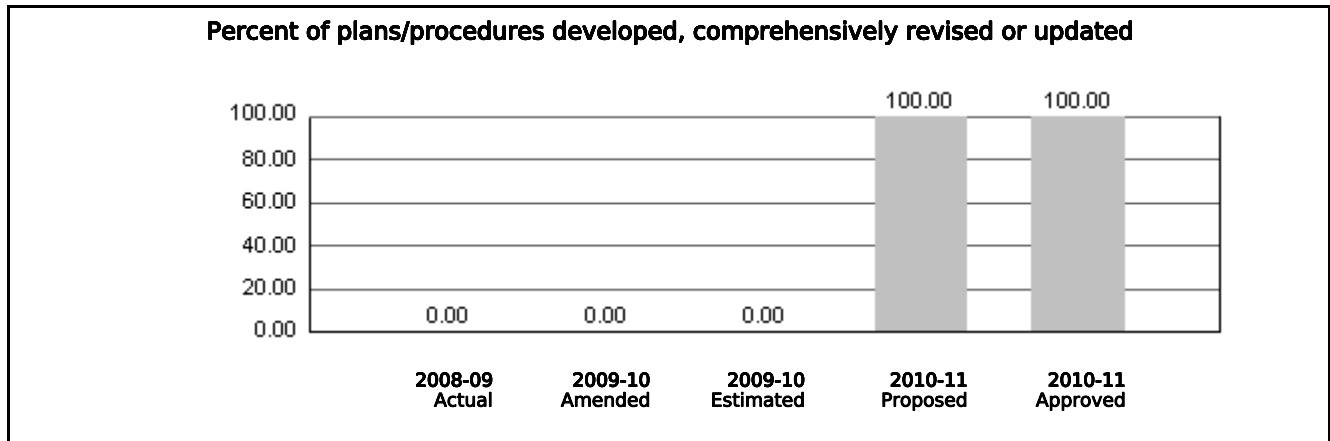 Percent of plans/procedures developed, comprehensively revised or updated
100.00 100.00
100.00
80.00
60.00
40.00
20.00
0.00 0.00 0.00
0.00
2008-09 2009-10 2009-10 2010-11 2010-11
Actual Amended Estimated Proposed Approved